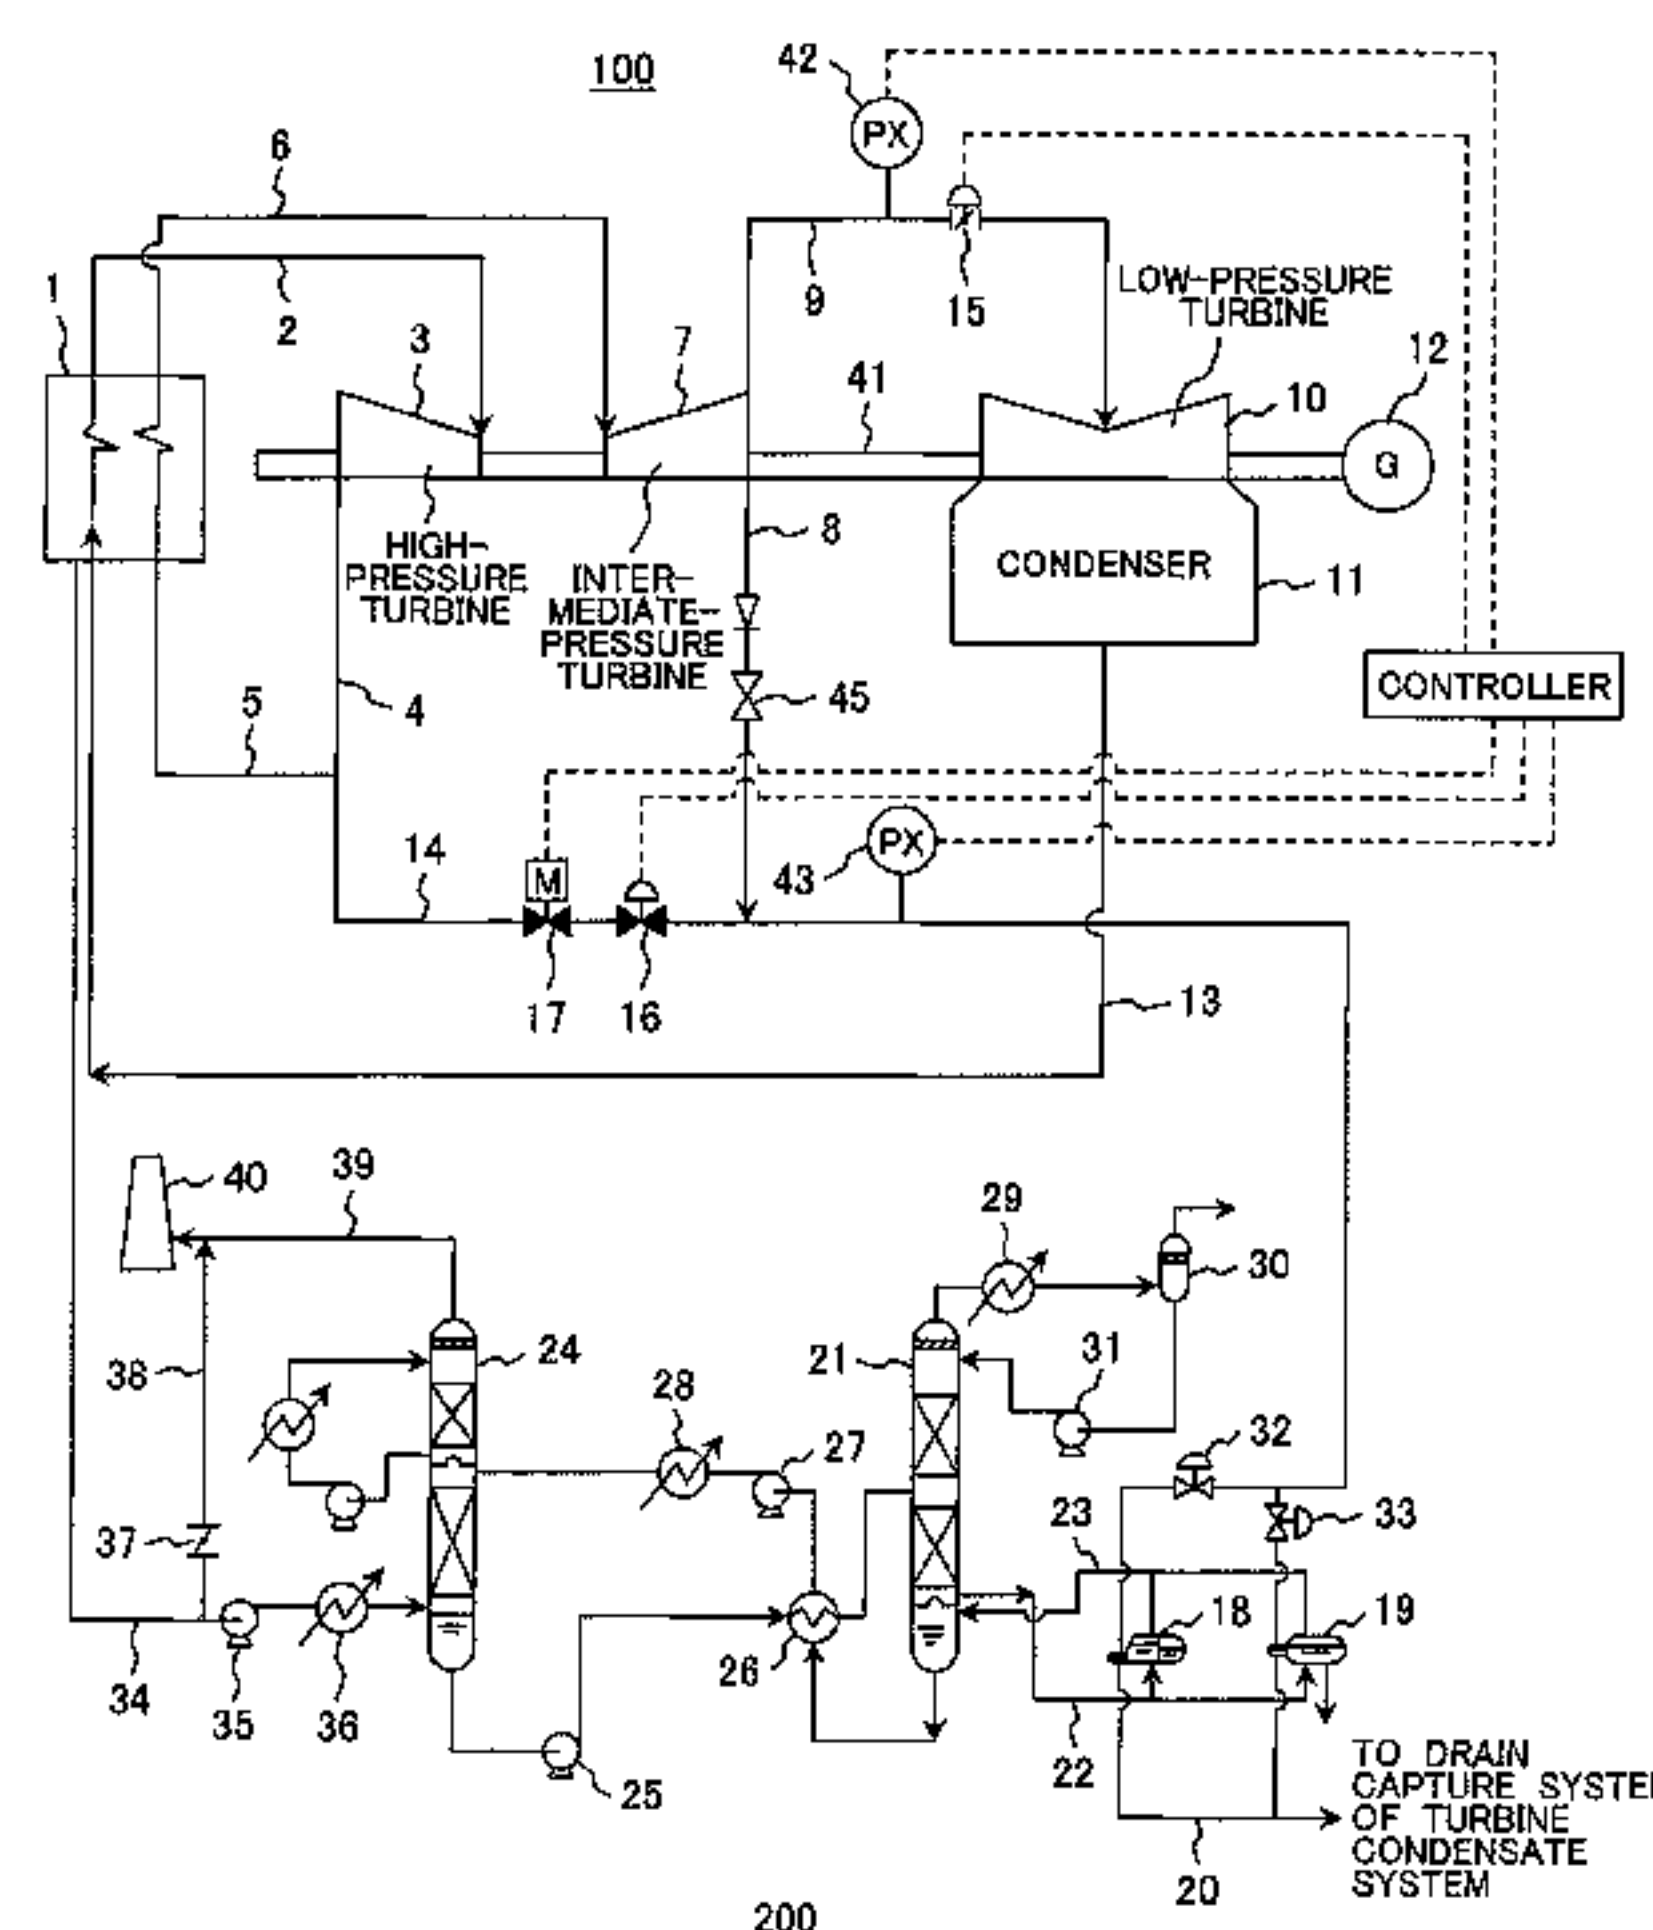 100
42
PX
6
9
15
LOW-PRESSURE
TURBINE
1
2
3
7
41
12
10
G
HIGH-
PRESSURE
TURBINE
INTER-
MEDIATE-
PRESSURE
TURBINE
8
CONDENSER
11
CONTROLLER
5
4
45
14
M
43
PX
17
16
13
40
39
29
30
38
24
28
27
21
31
32
37
23
33
18
19
34
35
36
26
25
22
20
TO DRAIN
CAPTURE SYSTEM
OF TURBINE
CONDENSATE
SYSTEM
200